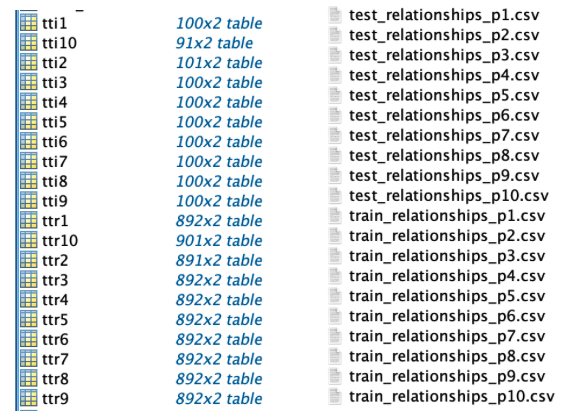 tti1 100x2 table
tti10 91x2 table
tti2 101x2 table
tti3 100x2 table
tti4 100x2 table
tti5 100x2 table
tti6 100x2 table
tti7 100x2 table
tti8 100x2 table
tti9 100x2 table
ttr1 892x2 table
ttr10 901x2 table
ttr2 891x2 table
ttr3 892x2 table
ttr4 892x2 table
ttr5 892x2 table
ttr6 892x2 table
ttr7 892x2 table
ttr8 892x2 table
ttr9 892x2 table
test_relationships_p1.csv
test_relationships_p2.csv
test_relationships_p3.csv
test_relationships_p4.csv
test_relationships_p5.csv
test_relationships_p6.csv
test_relationships_p7.csv
test_relationships_p8.csv
test_relationships_p9.csv
test_relationships_p10.csv
train_relationships_p1.csv
train_relationships_p2.csv
train_relationships_p3.csv
train_relationships_p4.csv
train_relationships_p5.csv
train_relationships_p6.csv
train_relationships_p7.csv
train_relationships_p8.csv
train_relationships_p9.csv
train_relationships_p10.csv